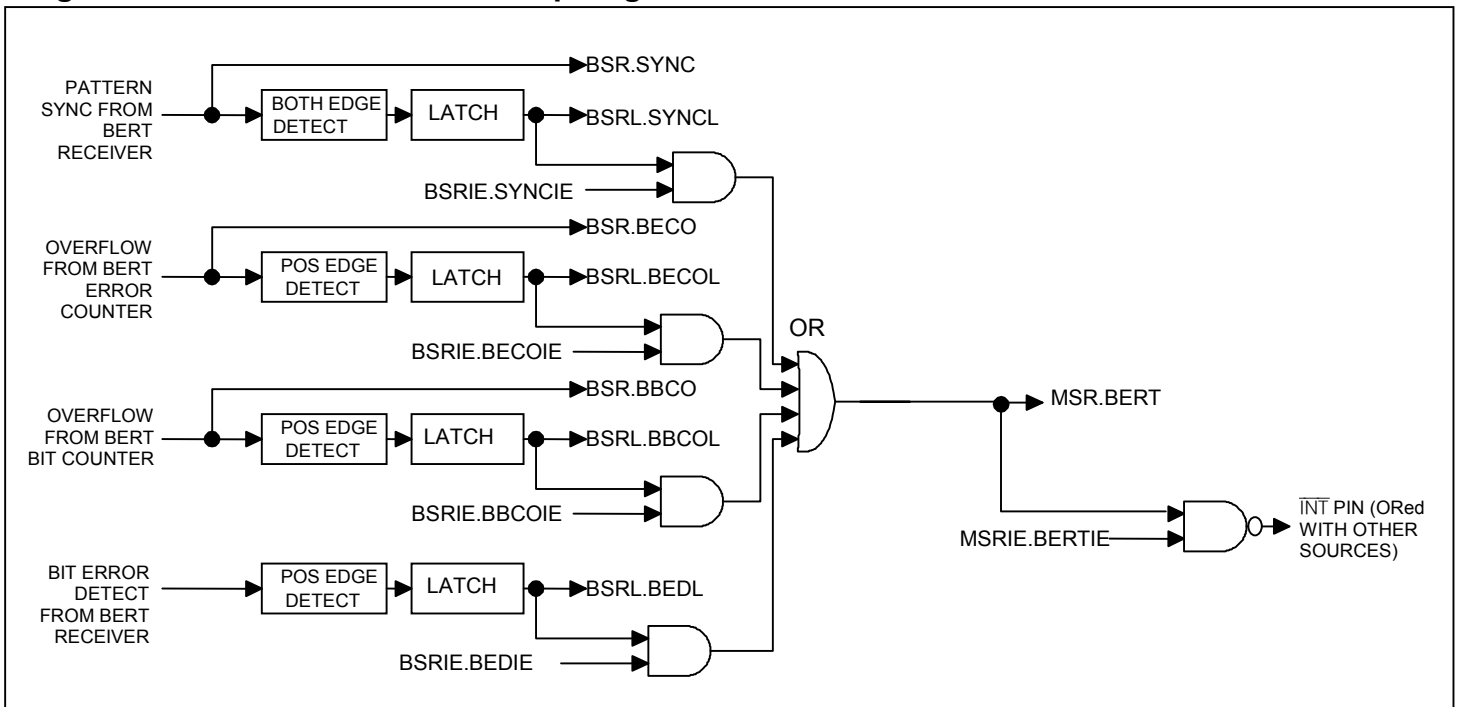 BSR.SYNC
PATTERN
SYNC FROM
BERT
RECEIVER
BOTH EDGE
DETECT
LATCH
BSRL.SYNCL
BSRIE.SYNCIE
BSR.BECO
OVERFLOW
FROM BERT
ERROR
COUNTER
POS EDGE
DETECT
LATCH
BSRL.BECOL
BSRIE.BECOIE
OR
BSR.BBCO
OVERFLOW
FROM BERT
BIT COUNTER
POS EDGE
DETECT
LATCH
BSRL.BBCOL
BSRIE.BBCOIE
MSR.BERT
MSRIE.BERTIE
INT PIN (ORed
WITH OTHER
SOURCES)
BIT ERROR
DETECT
FROM BERT
RECEIVER
POS EDGE
DETECT
LATCH
BSRL.BEDL
BSRIE.BEDIE